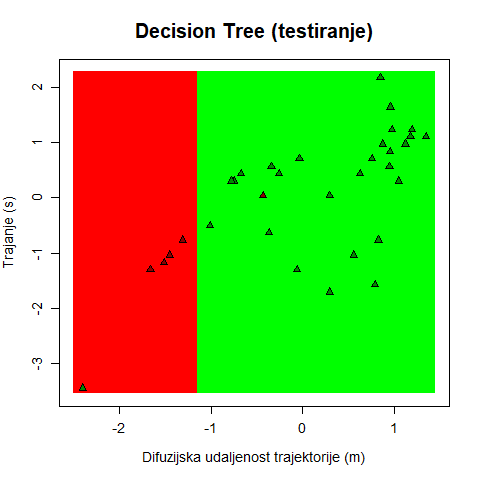 Decision Tree (testiranje)
Trajanje (s)
2
1
0
-1
-2
-3
-2 -1 0 1
Difuzijska udaljenost trajektorije (m)